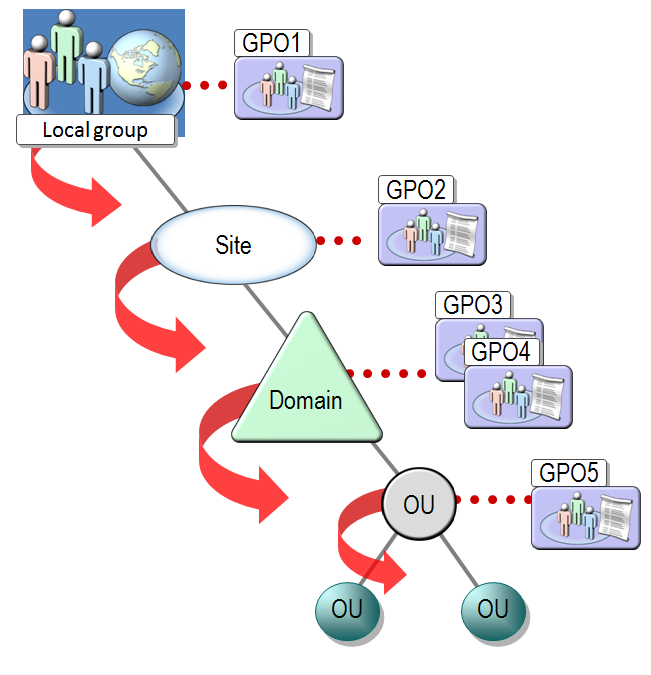 GPO1
Local group
GPO2
Site
GPO3
GPO4
Domain
GPO5
OU
OU
OU